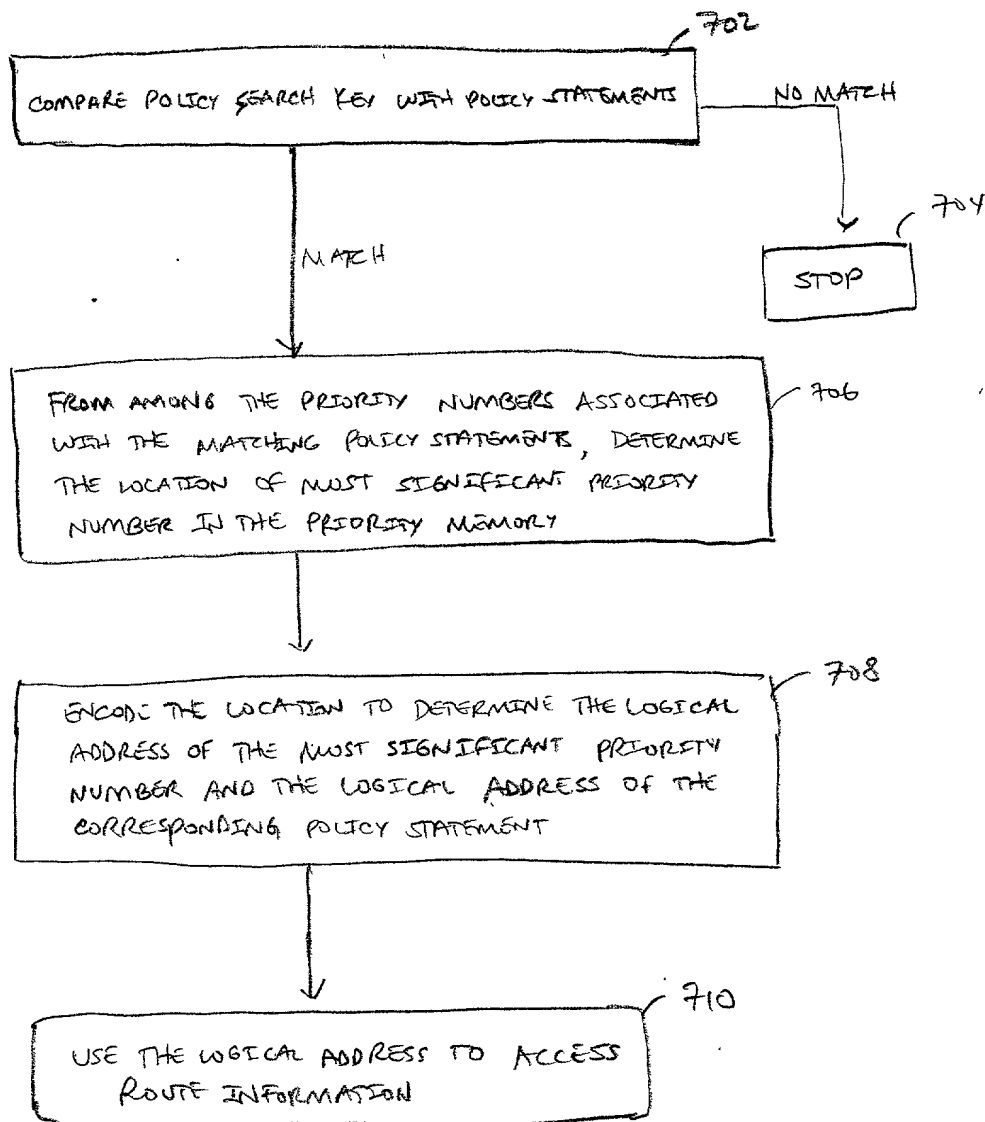 702
COMPARE POLICY SEARCH KEY WITH POLICY STATEMENTS
NO MATCH
704
STOP
MATCH
706
FROM AMONG THE PRIORITY NUMBERS ASSOCIATED
WITH THE MATCHING POLICY STATEMENTS, DETERMINE
THE LOCATION OF MOST SIGNIFICANT PRIORITY
NUMBER IN THE PRIORITY MEMORY
708
ENCODE THE LOCATION TO DETERMINE THE LOGICAL
ADDRESS OF THE MOST SIGNIFICANT PRIORITY
NUMBER AND THE LOGICAL ADDRESS OF THE
CORRESPONDING POLICY STATEMENT
710
USE THE LOGICAL ADDRESS TO ACCESS
ROUTE INFORMATION